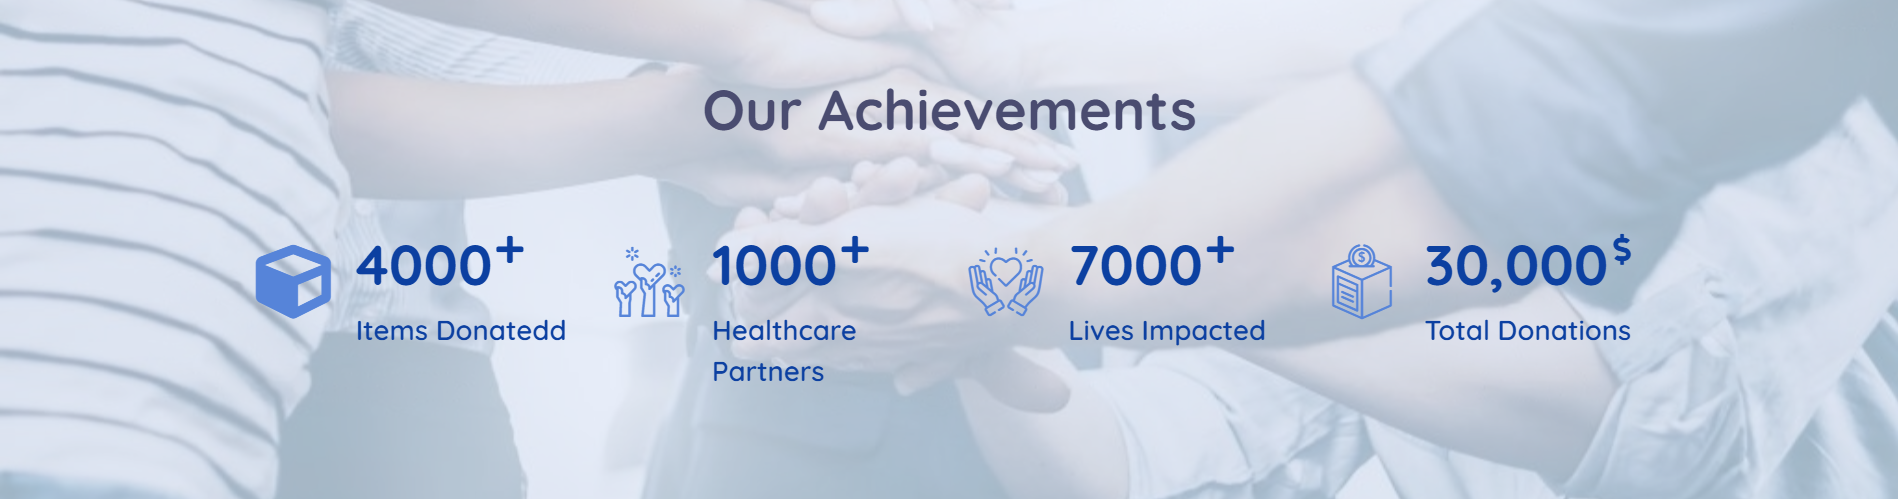 Our Achievements
4000+
Items Donatedd
1000+
Healthcare
Partners
7000+
Lives Impacted
30,000$
Total Donations